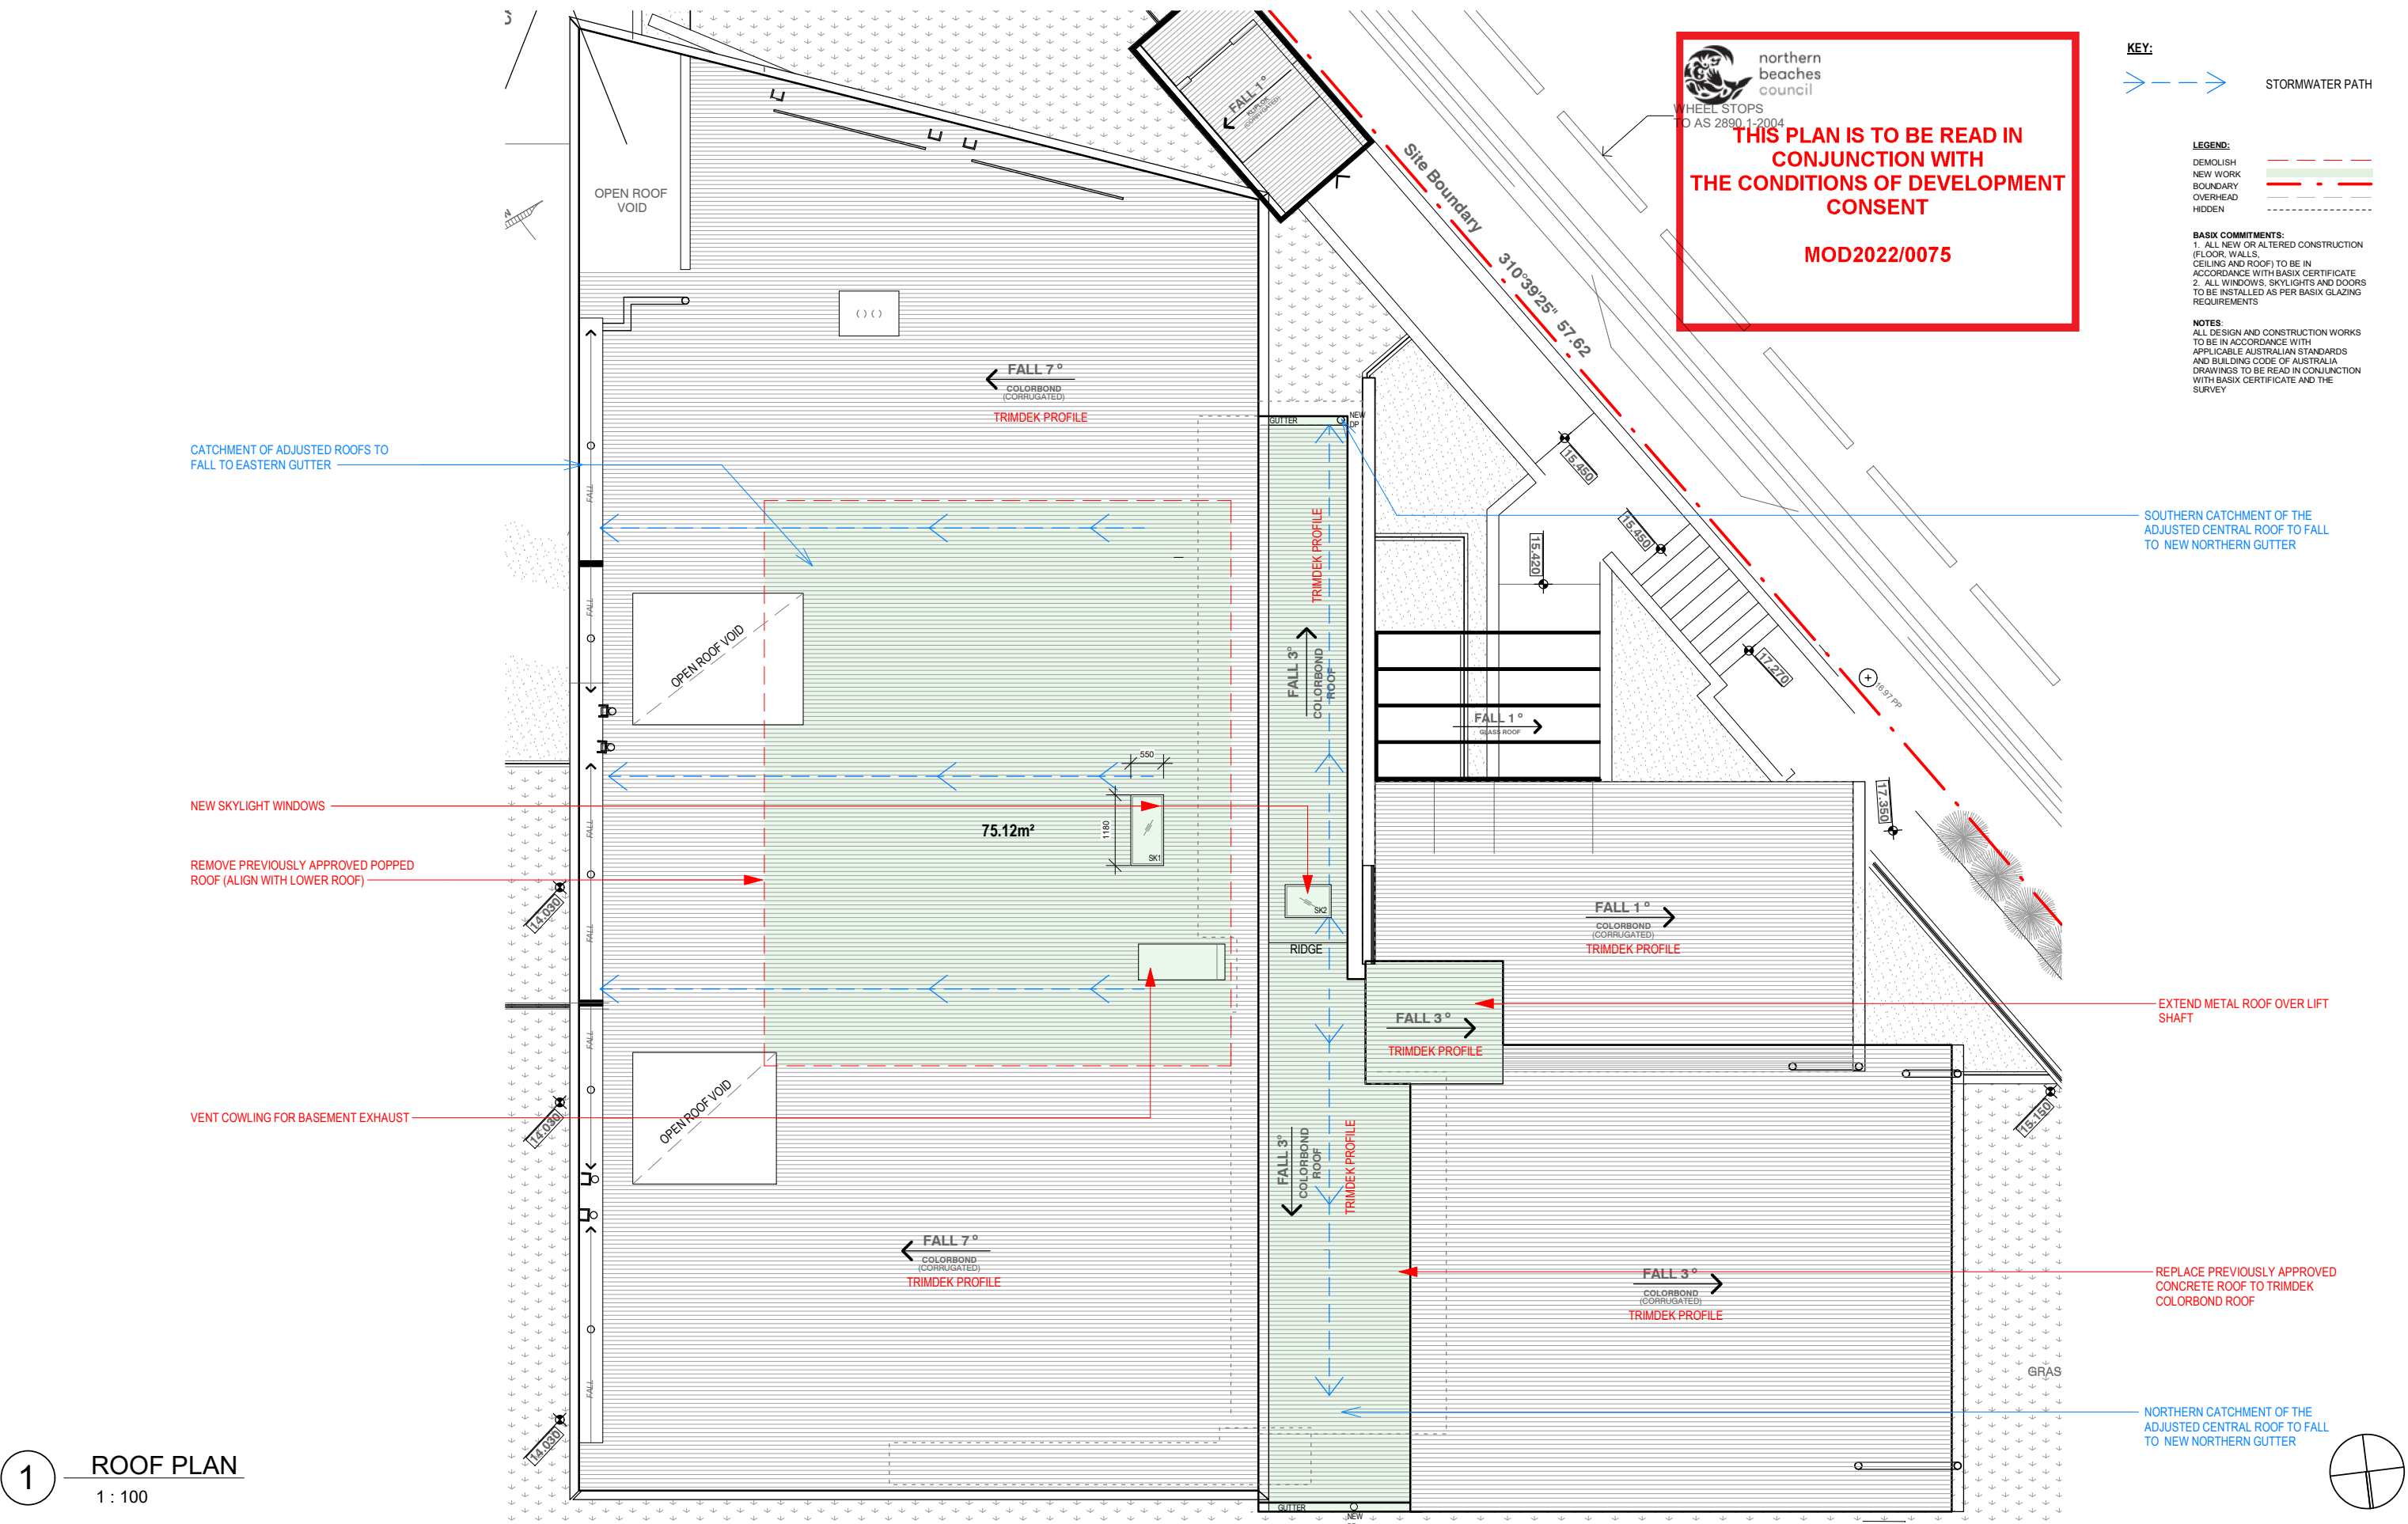 KEY:
STORMWATER PATH
LEGEND:
DEMOLISH
NEW WORK
BOUNDARY
OVERHEAD
HIDDEN
BASIX COMMITMENTS:
1. ALL NEW OR ALTERED CONSTRUCTION
(FLOOR, WALLS,
CEILING AND ROOF) TO BE IN
ACCORDANCE WITH BASIX CERTIFICATE
2. ALL WINDOWS, SKYLIGHTS AND DOORS
TO BE INSTALLED AS PER BASIX GLAZING
REQUIREMENTS
NOTES:
ALL DESIGN AND CONSTRUCTION WORKS
TO BE IN ACCORDANCE WITH
APPLICABLE AUSTRALIAN STANDARDS
AND BUILDING CODE OF AUSTRALIA
DRAWINGS TO BE READ IN CONJUNCTION
WITH BASIX CERTIFICATE AND THE
SURVEY
northern
beaches
council
WHEEL STOPS
TO AS 2890.1-2004
THIS PLAN IS TO BE READ IN
CONJUNCTION WITH
THE CONDITIONS OF DEVELOPMENT
CONSENT
MOD2022/0075
FALL 1°
KLIPLOK
(CORRUGATED)
Site Boundary
310°39'25" 57.62
OPEN ROOF
VOID
FALL 7°
COLORBOND
(CORRUGATED)
TRIMDEK PROFILE
GUTTER
NEW
DP
CATCHMENT OF ADJUSTED ROOFS TO
FALL TO EASTERN GUTTER
SOUTHERN CATCHMENT OF THE
ADJUSTED CENTRAL ROOF TO FALL
TO NEW NORTHERN GUTTER
15.450
15.450
15.420
17.270
16.97 PP
17.350
TRIMDEK PROFILE
FALL 3°
COLORBOND
ROOF
FALL
FALL
OPEN ROOF VOID
FALL 1°
GLASS ROOF
550
1180
SK1
75.12m²
NEW SKYLIGHT WINDOWS
REMOVE PREVIOUSLY APPROVED POPPED
ROOF (ALIGN WITH LOWER ROOF)
FALL
FALL
14.030
SK2
RIDGE
FALL 1°
COLORBOND
(CORRUGATED)
TRIMDEK PROFILE
EXTEND METAL ROOF OVER LIFT
SHAFT
FALL 3°
TRIMDEK PROFILE
FALL
OPEN ROOF VOID
VENT COWLING FOR BASEMENT EXHAUST
14.030
15.150
FALL 3°
COLORBOND
ROOF
TRIMDEK PROFILE
FALL 7°
COLORBOND
(CORRUGATED)
TRIMDEK PROFILE
FALL 3°
COLORBOND
(CORRUGATED)
TRIMDEK PROFILE
REPLACE PREVIOUSLY APPROVED
CONCRETE ROOF TO TRIMDEK
COLORBOND ROOF
GRAS
FALL
14.030
NORTHERN CATCHMENT OF THE
ADJUSTED CENTRAL ROOF TO FALL
TO NEW NORTHERN GUTTER
GUTTER
NEW
1
ROOF PLAN
1 : 100